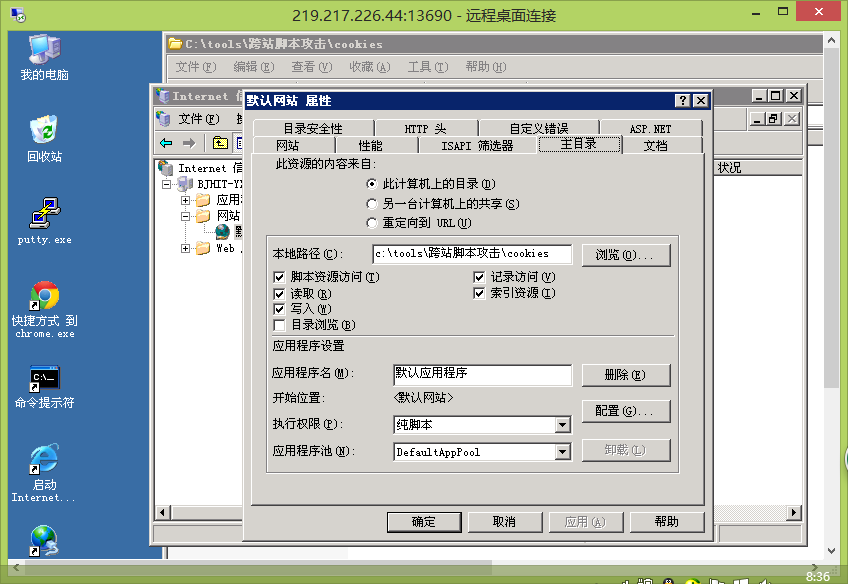 219.217.226.44:13690 - 远程桌面连接
我的电脑
回收站
putty.exe
快捷方式 到
chrome.exe
C:\_
命令提示符
启动
Internet...
C:\tools\跨站脚本攻击\cookies
文件(F) 编辑(E) 查看(V) 收藏(A) 工具(T) 帮助(H)
Internet
文件(F)
Internet
BJHIT-
应用
网站
Web
状况
默认网站 属性
目录安全性 HTTP 头 自定义错误 ASP.NET
网站 性能 ISAPI 筛选器 主目录 文档
此资源的内容来自:
此计算机上的目录(D)
另一台计算机上的共享(S)
重定向到 URL(U)
本地路径(C): c:\tools\跨站脚本攻击\cookies 浏览(O)...
脚本资源访问(T) 记录访问(V)
读取(R) 索引资源(I)
写入(W)
目录浏览(B)
应用程序设置
应用程序名(M): 默认应用程序 删除(E)
开始位置: <默认网站>
配置(G)...
执行权限(P): 纯脚本
应用程序池(N): DefaultAppPool 卸载(L)
确定 取消 应用(A) 帮助
8:36